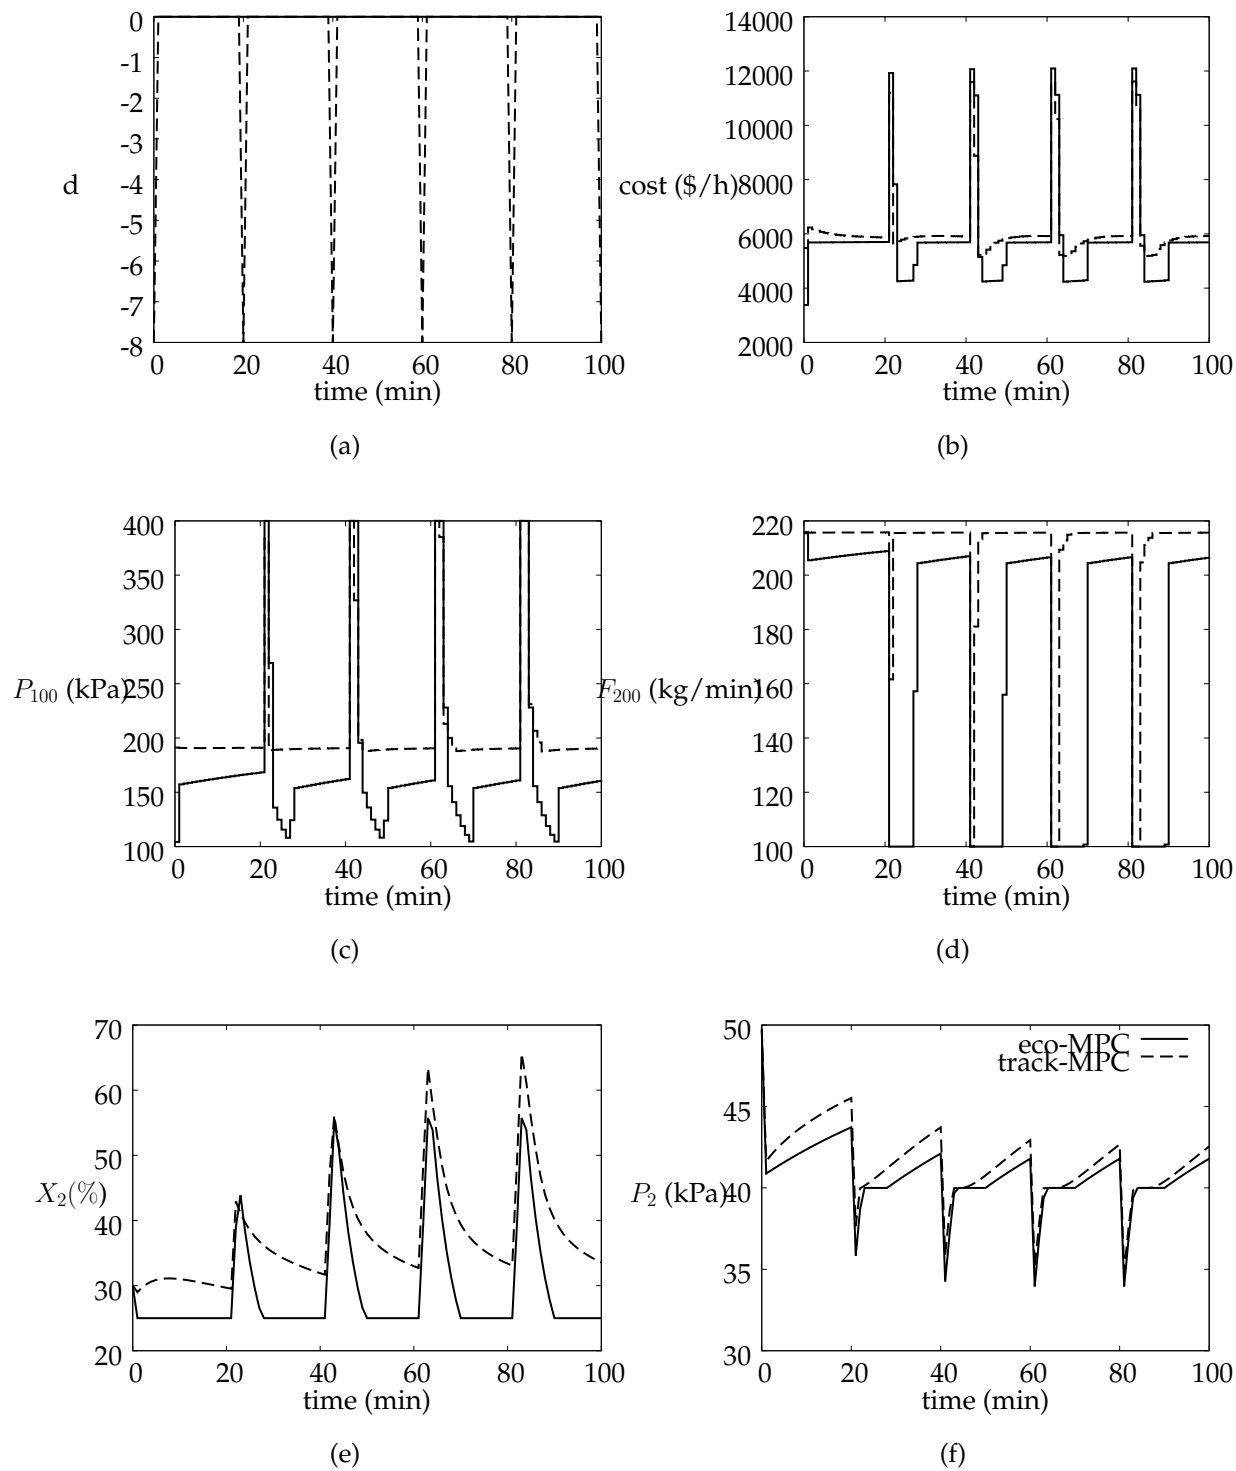 0
-1
-2
-3
-4
-5
-6
-7
-8
d
0 20 40 60 80 100
time (min)
(a)
14000
12000
10000
8000
6000
4000
2000
cost ($/h)
0 20 40 60 80 100
time (min)
(b)
400
350
300
250
200
150
100
P100 (kPa)
0 20 40 60 80 100
time (min)
(c)
220
200
180
160
140
120
100
F200 (kg/min)
0 20 40 60 80 100
time (min)
(d)
70
60
50
40
30
20
X2(%)
0 20 40 60 80 100
time (min)
(e)
50
45
40
35
30
P2 (kPa)
eco-MPC
track-MPC
0 20 40 60 80 100
time (min)
(f)